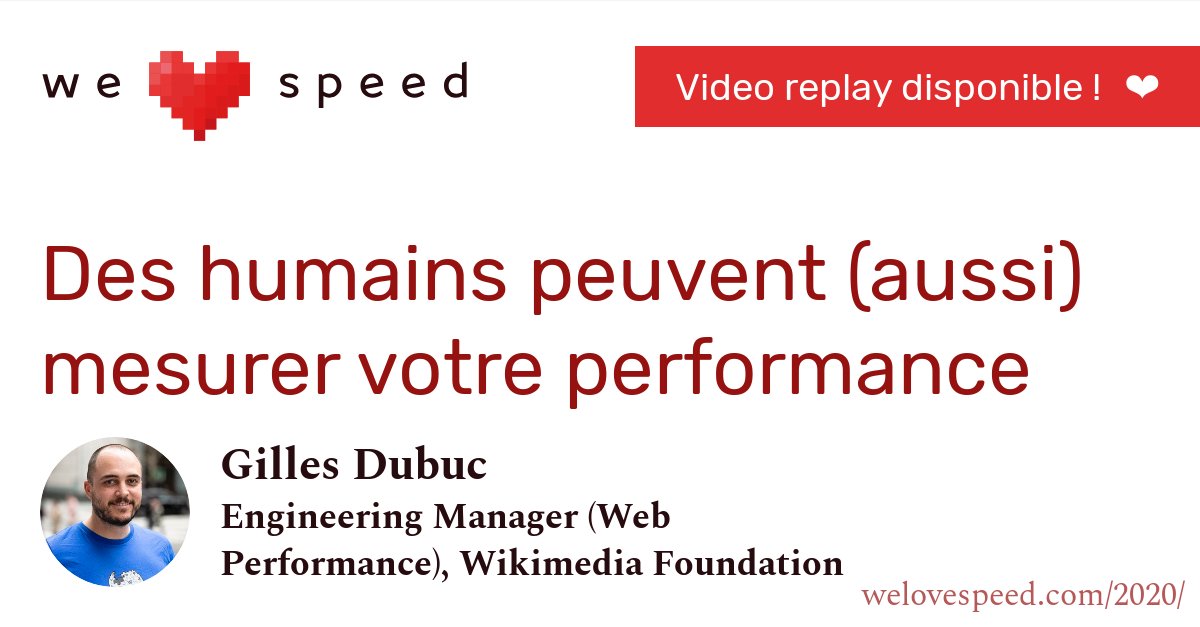 we ❤ speed
Video replay disponible ! ❤
Des humains peuvent (aussi)
mesurer votre performance
Gilles Dubuc
Engineering Manager (Web
Performance), Wikimedia Foundation
welovespeed.com/2020/